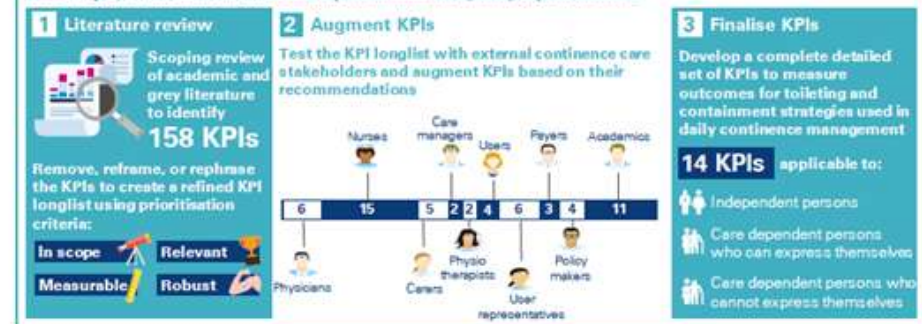 1 Literature review
Scoping review
of academic and
grey literature
to identify
158 KPIs
Remove, reframe, or rephrase
the KPIs to create a refined KPI
longlist using prioritisation
criteria:
In scope
Relevant
Measurable
Robust
2 Augment KPIs
Test the KPI longlist with external continence care
stakeholders and augment KPIs based on their
recommendations
Nurses
Care
managers
Users
Payers
Academics
6 15 5 2 2 4 6 3 4 11
Physicians
Carers
Physio
therapists
User
representatives
Policy
makers
3 Finalise KPIs
Develop a complete detailed
set of KPIs to measure
outcomes for toileting and
containment strategies used in
daily continence management
14 KPIs applicable to:
Independent persons
Care dependent persons
who can express themselves
Care dependent persons who
cannot express themselves